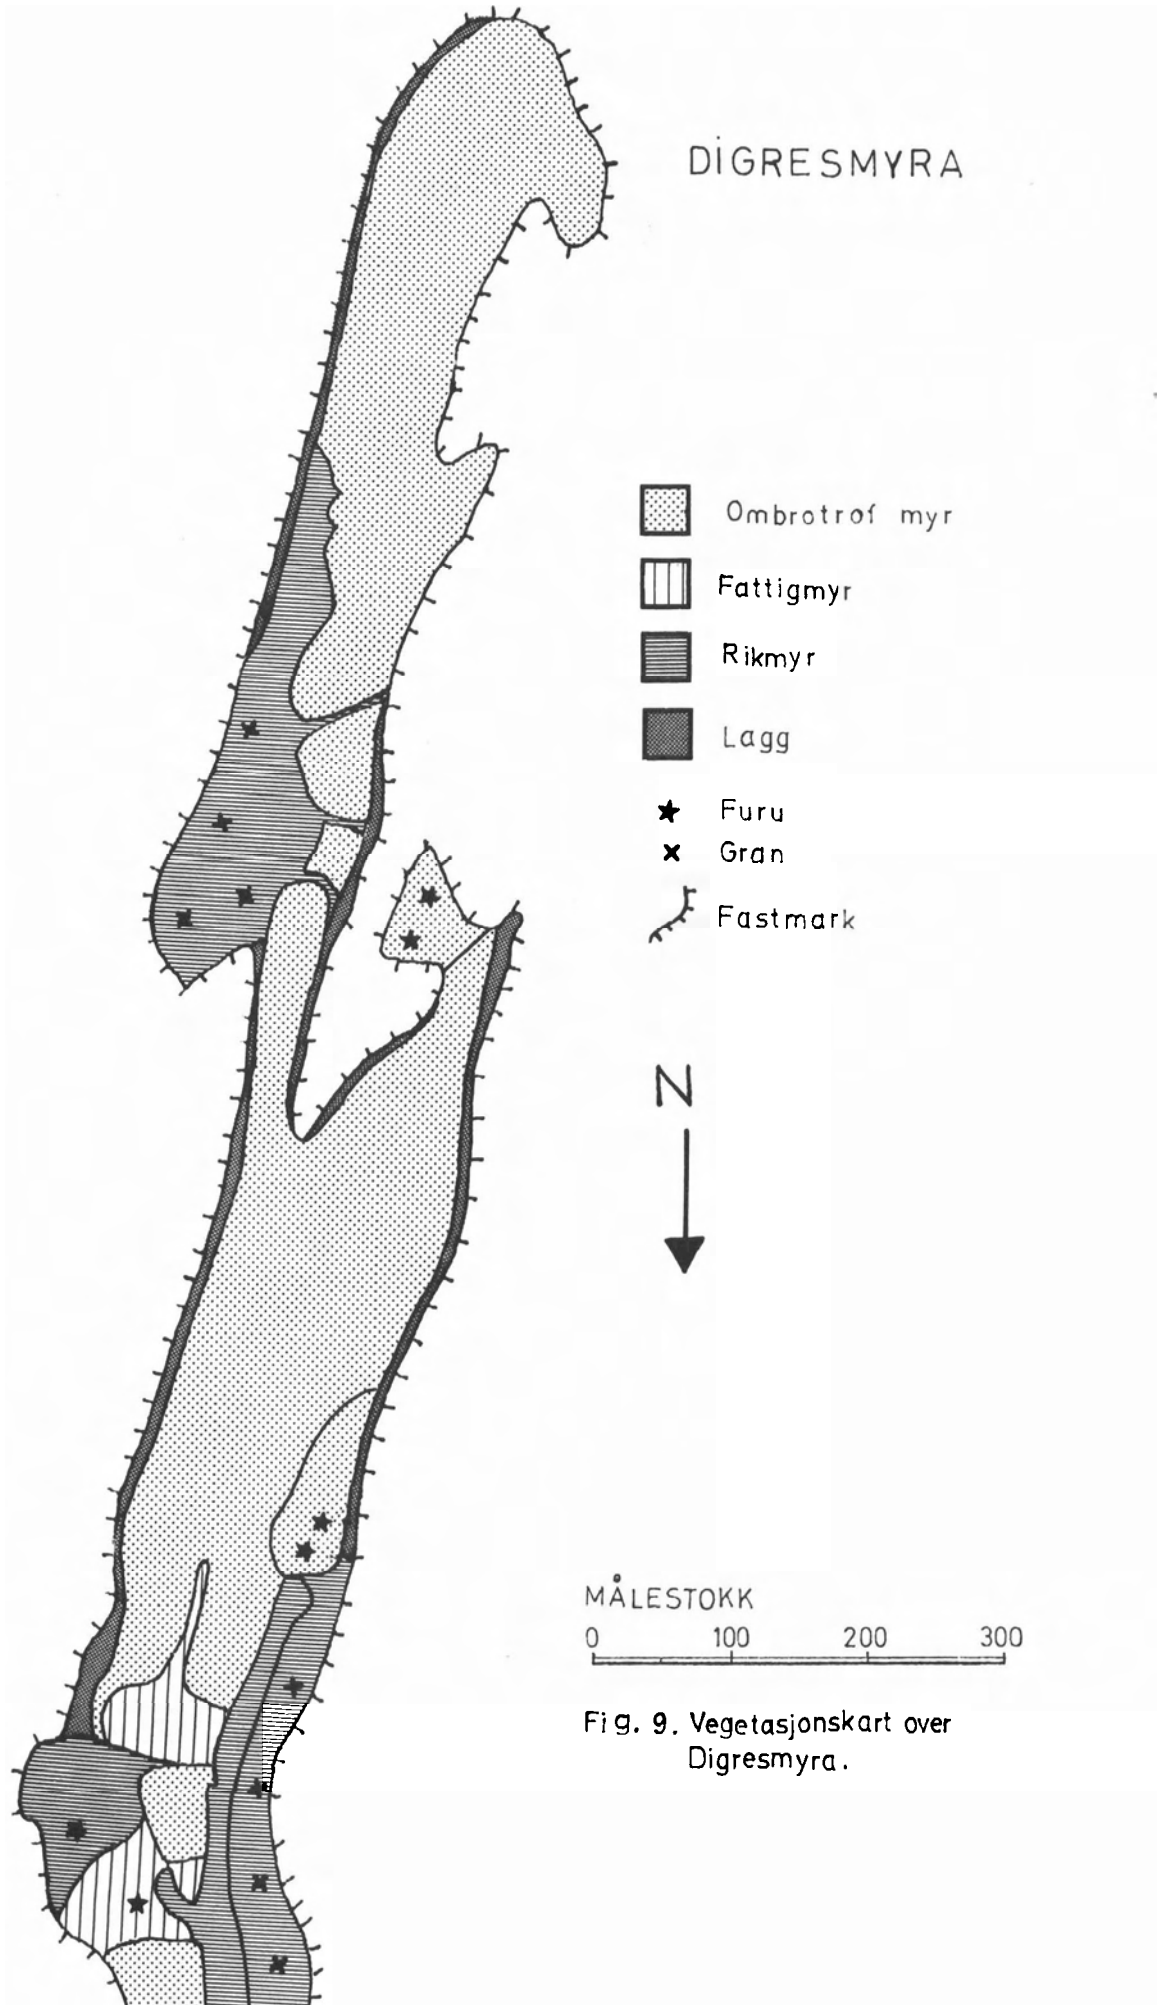 DIGRESMYRA
Ombrotrof myr
Fattigmyr
Rikmyr
Lagg
Furu
Gran
Fastmark
N
MÅLESTOKK
0 100 200 300
Fig. 9. Vegetasjonskart over
Digresmyra.